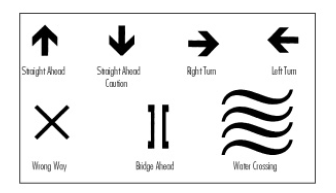 Straight Ahead
Straight Ahead
Caution
Right Turn
Left Turn
Wrong Way
Bridge Ahead
Water Crossing